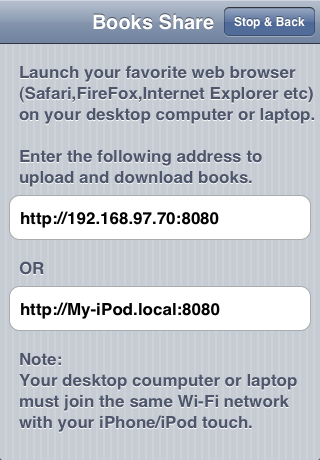 Books Share
Stop & Back
Launch your favorite web browser
(Safari,FireFox,Internet Explorer etc)
on your desktop computer or laptop.
Enter the following address to
upload and download books.
http://192.168.97.70:8080
OR
http://My-iPod.local:8080
Note:
Your desktop coumputer or laptop
must join the same Wi-Fi network
with your iPhone/iPod touch.